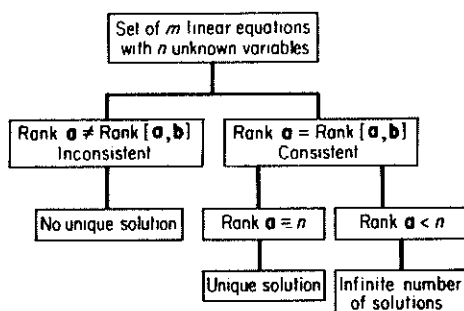 Set of m linear equations
with n unknown variables
Rank a ≠ Rank [a,b]
Inconsistent
Rank a = Rank [a,b]
Consistent
No unique solution
Rank a = n
Rank a < n
Unique solution
Infinite number
of solutions